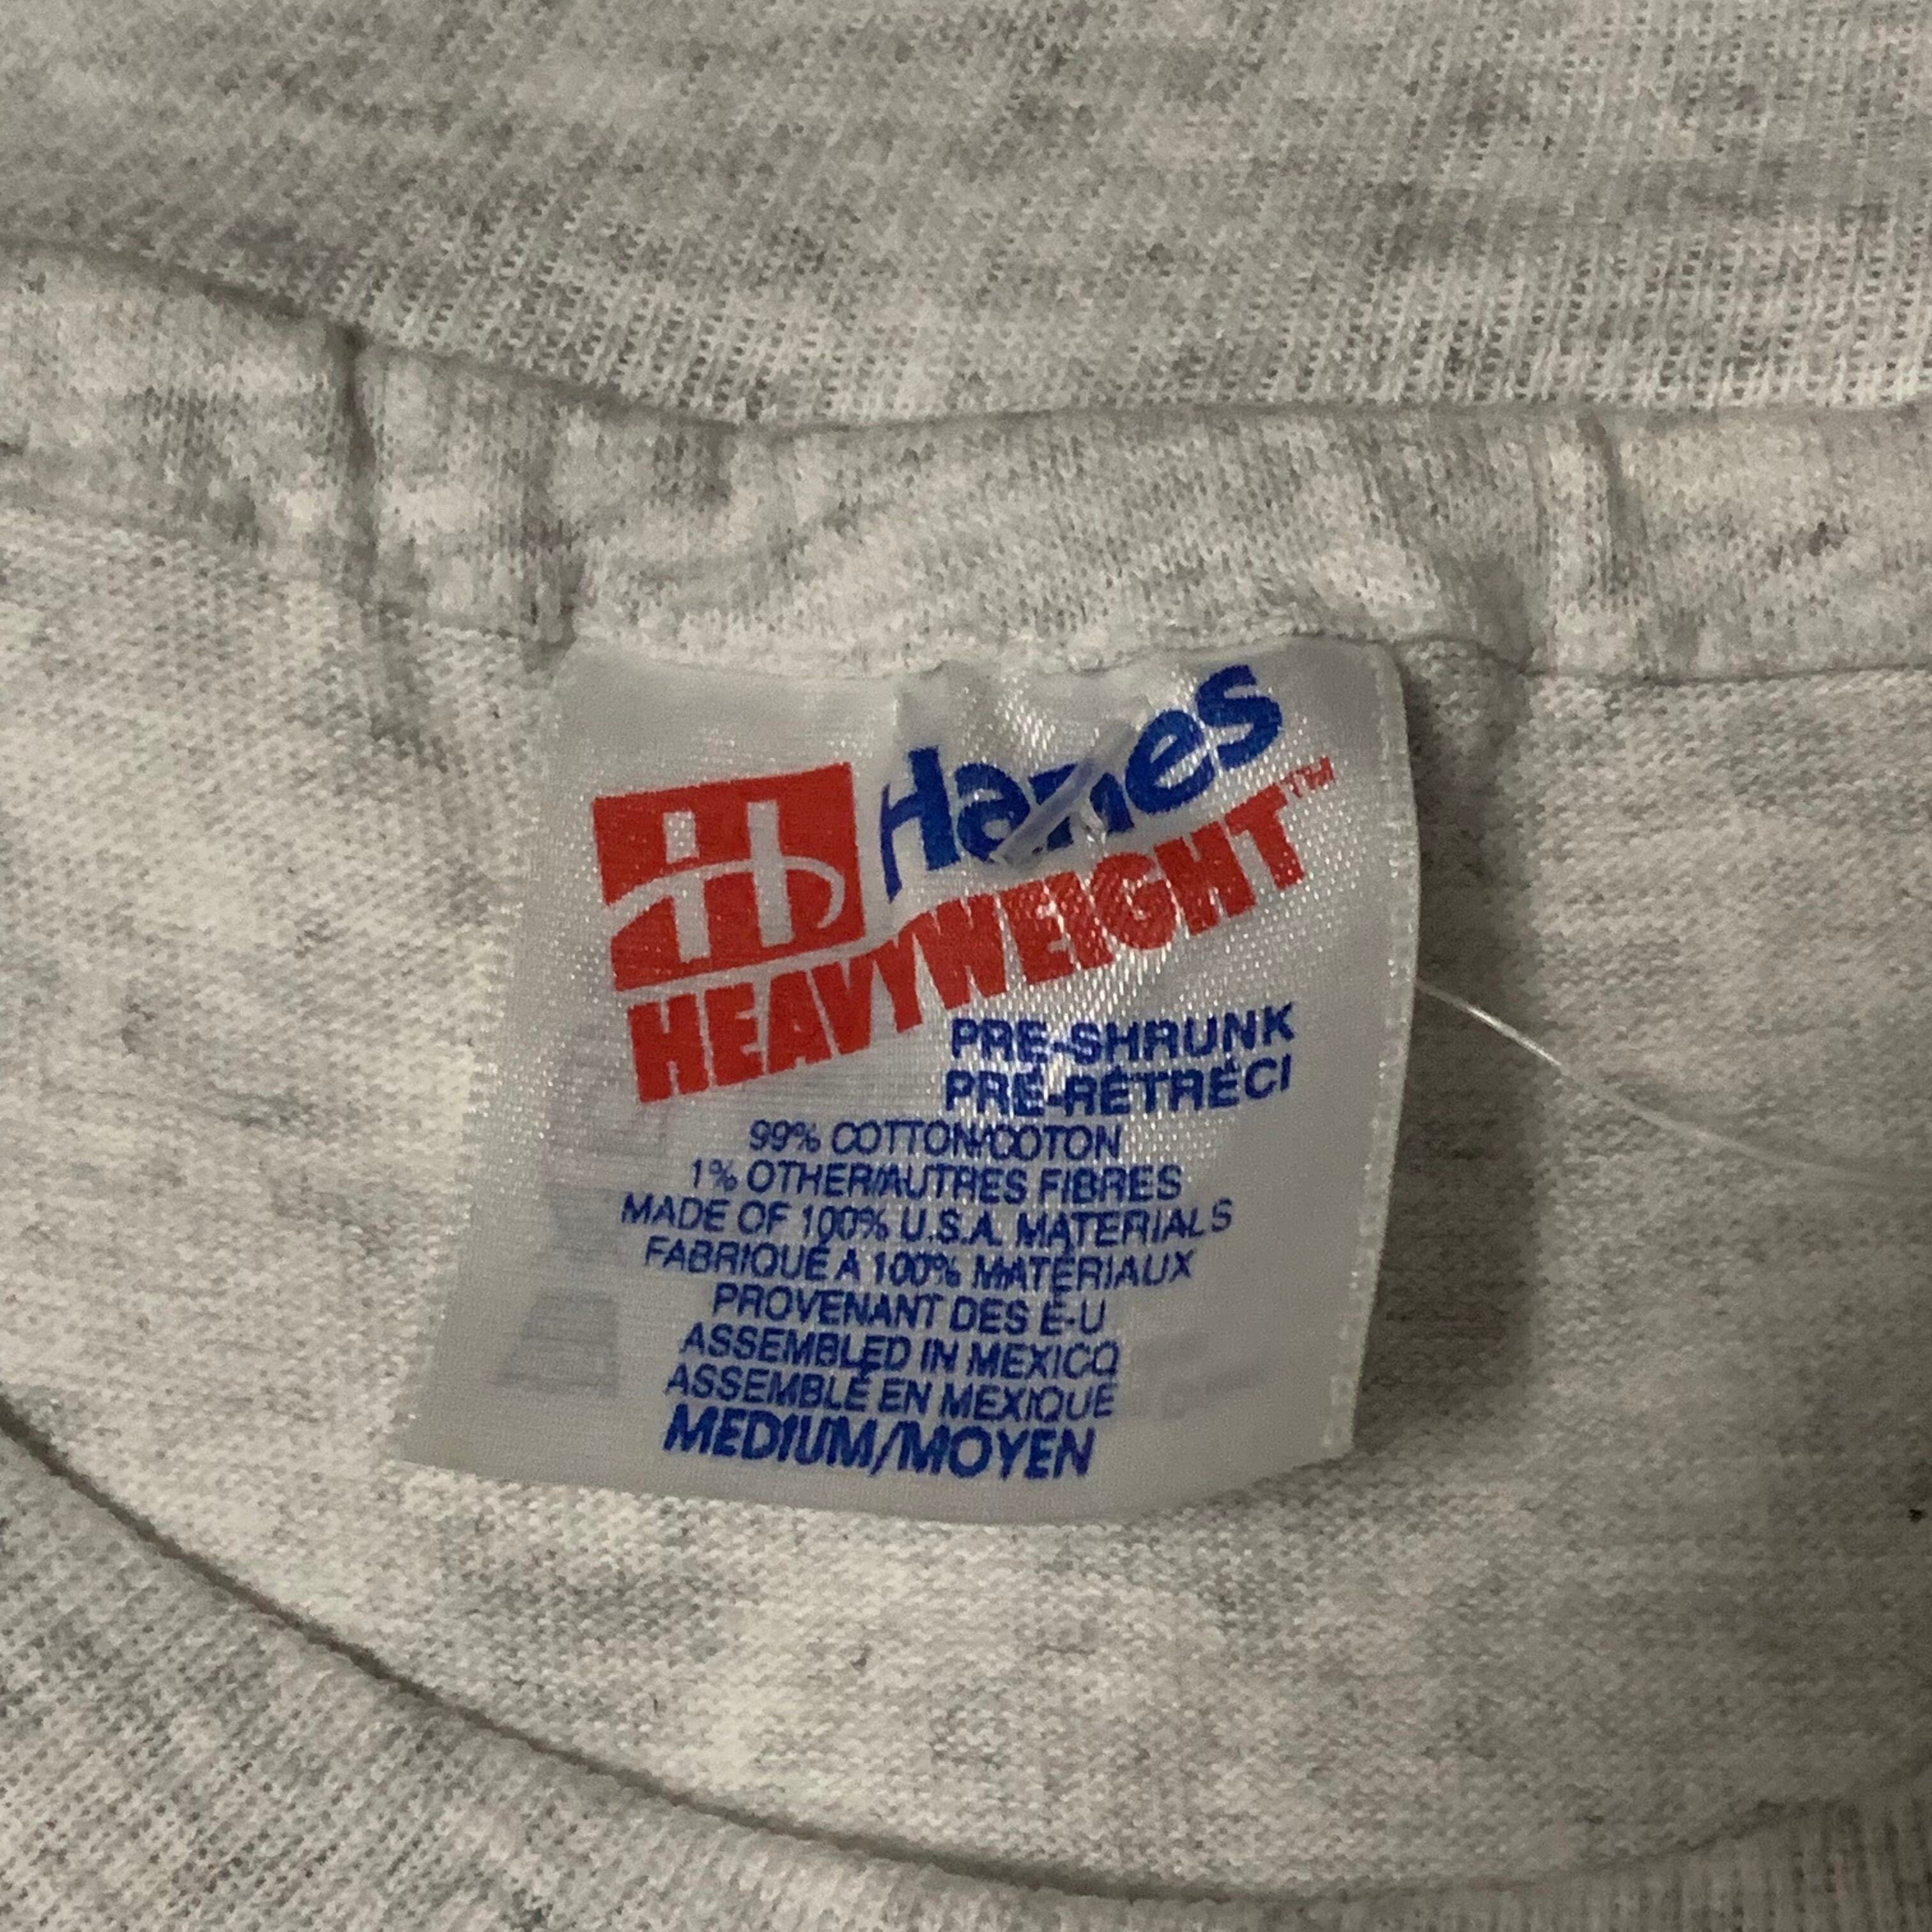 H Hanes
HEAVYWEIGHT™
PRE-SHRUNK
PRÉ-RÉTRÉCI
99% COTTON/COTON
1% OTHER/AUTRES FIBRES
MADE OF 100% U.S.A. MATERIALS
FABRIQUÉ A 100% MATÉRIAUX
PROVENANT DES É-U
ASSEMBLED IN MEXICO
ASSEMBLÉ EN MEXIQUE
MEDIUM/MOYEN